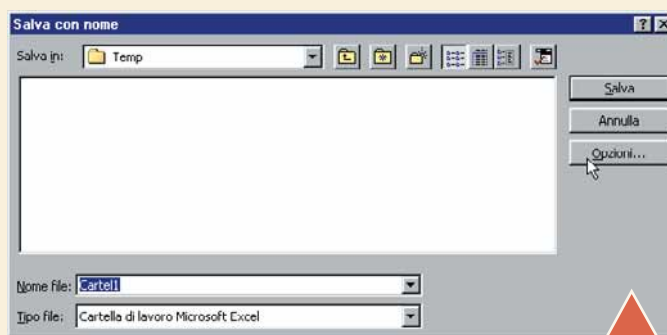 Salva con nome
Salva in: Temp
Salva
Annulla
Opzioni...
Nome file: Cartel1
Tipo file: Cartella di lavoro Microsoft Excel